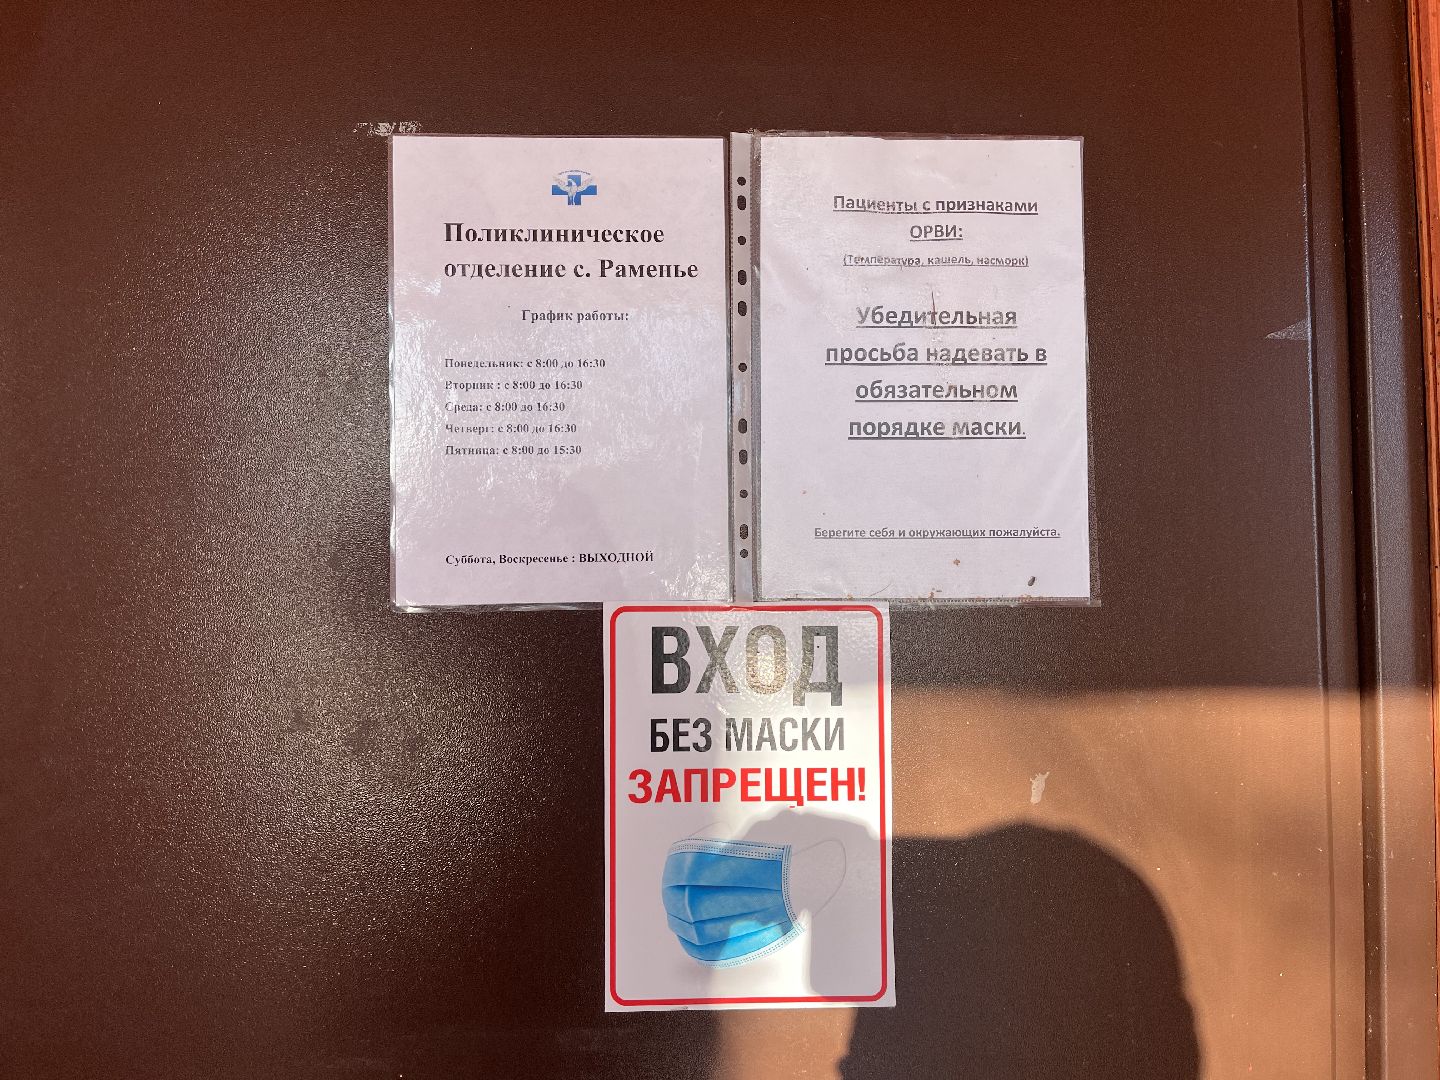 Поликлиническое
отделение с. Раменье
График работы:
Понедельник: с 8:00 до 16:30
Вторник : с 8:00 до 16:30
Среда: с 8:00 до 16:30
Четверг: с 8:00 до 16:30
Пятница: с 8:00 до 15:30
Суббота, Воскресенье : ВЫХОДНОЙ
Пациенты с признаками
ОРВИ:
(Температура, кашель, насморк)
Убедительная
просьба надевать в
обязательном
порядке маски.
Берегите себя и окружающих пожалуйста.
ВХОД
БЕЗ МАСКИ
ЗАПРЕЩЕН!